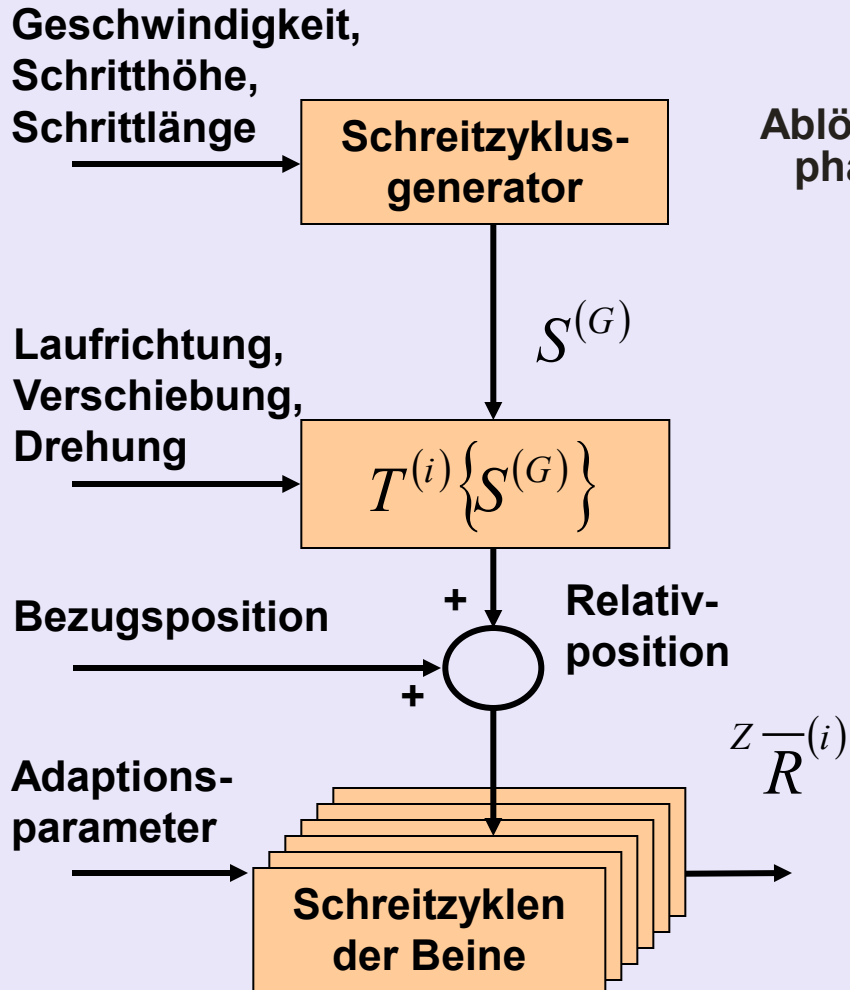 Geschwindigkeit,
Schritthöhe,
Schrittlänge
Schreitzyklus-
generator
S^(G)
Laufrichtung,
Verschiebung,
Drehung
T^(i){S^(G)}
Bezugsposition
+
+
Relativ-
position
Adaptions-
parameter
Schreitzyklen
der Beine
Z R̅^(i)